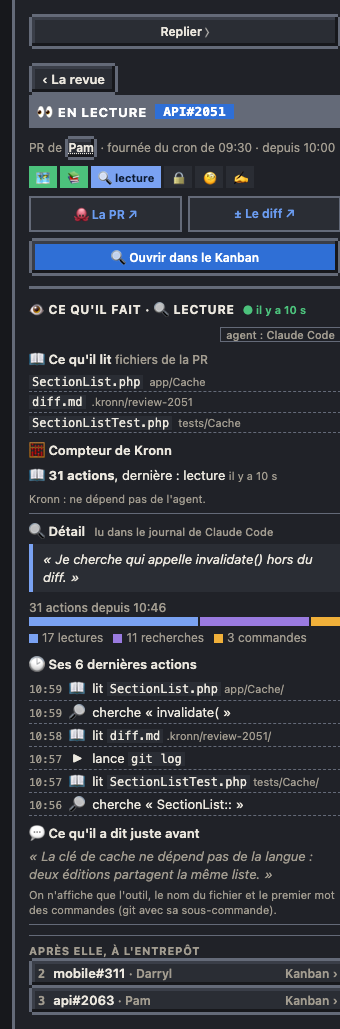 Replier 〉
‹ La revue
EN LECTURE API#2051
PR de Pam · fournée du cron de 09:30 · depuis 10:00
lecture
La PR ↗
± Le diff ↗
Ouvrir dans le Kanban
CE QU'IL FAIT · LECTURE il y a 10 s
agent : Claude Code
Ce qu'il lit fichiers de la PR
SectionList.php app/Cache
diff.md .kronn/review-2051
SectionListTest.php tests/Cache
Compteur de Kronn
31 actions, dernière : lecture il y a 10 s
Kronn : ne dépend pas de l'agent.
Détail lu dans le journal de Claude Code
« Je cherche qui appelle invalidate() hors du
diff. »
31 actions depuis 10:46
17 lectures 11 recherches 3 commandes
Ses 6 dernières actions
10:59 lit SectionList.php app/Cache/
10:59 cherche « invalidate( »
10:58 lit diff.md .kronn/review-2051/
10:57 lance git log
10:57 lit SectionListTest.php tests/Cache/
10:56 cherche « SectionList:: »
Ce qu'il a dit juste avant
« La clé de cache ne dépend pas de la langue :
deux éditions partagent la même liste. »
On n'affiche que l'outil, le nom du fichier et le premier mot
des commandes (git avec sa sous-commande).
APRÈS ELLE, À L'ENTREPÔT
2 mobile#311 · Darryl Kanban ›
3 api#2063 · Pam Kanban ›